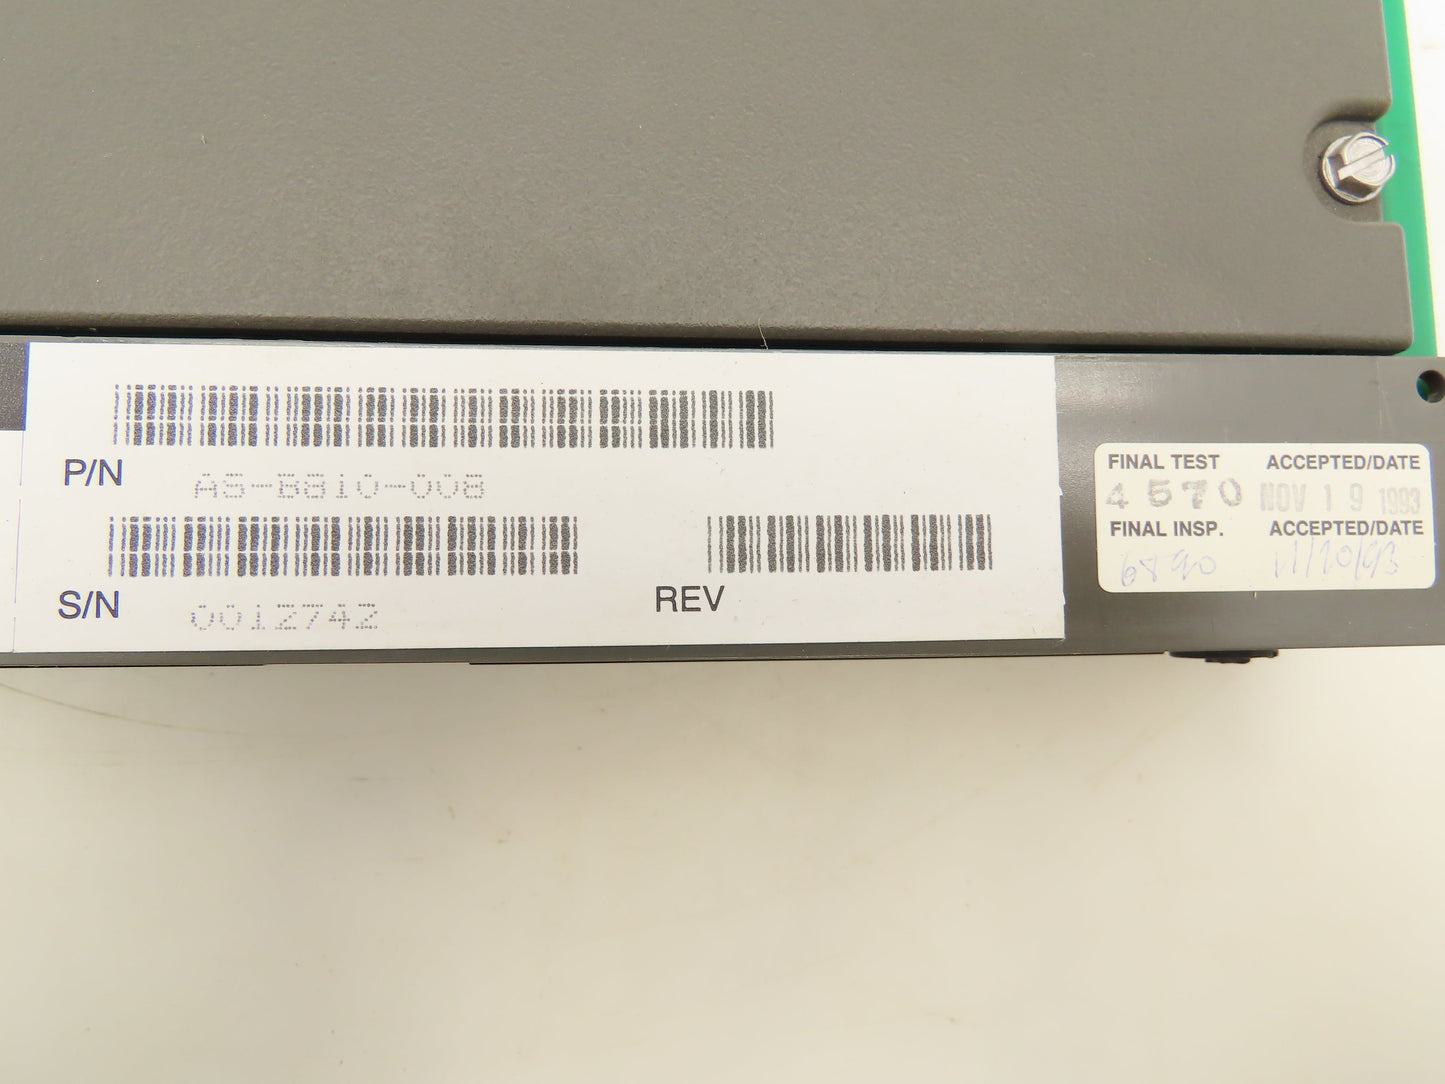 P/N
AS-B810-008
S/N
0012742
REV
FINAL TEST ACCEPTED/DATE
4570 NOV 19 1993
FINAL INSP. ACCEPTED/DATE
6890 11/20/93